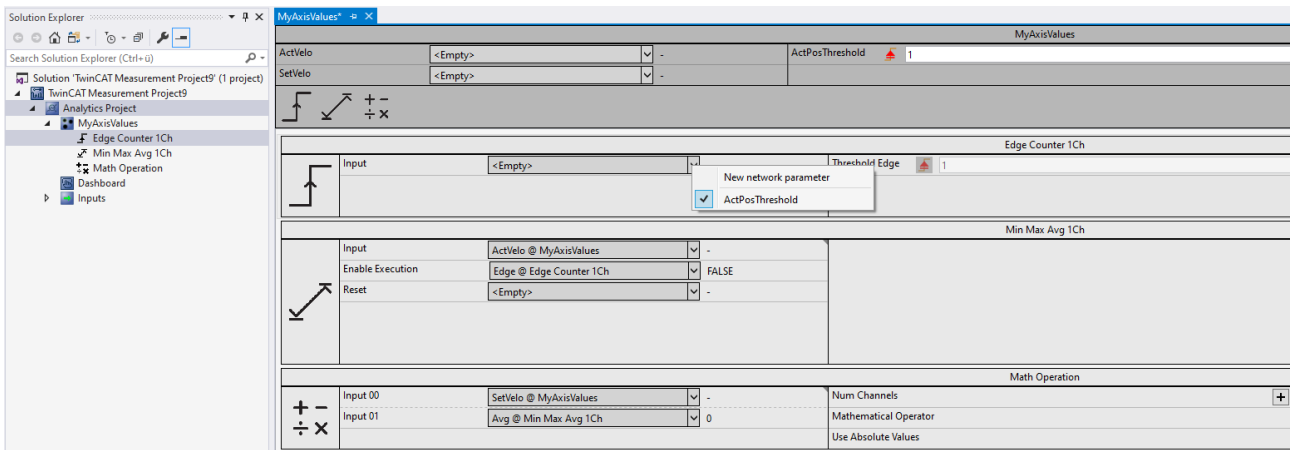 Solution Explorer
Search Solution Explorer (Ctrl+ü)
Solution 'TwinCAT Measurement Project9' (1 project)
TwinCAT Measurement Project9
Analytics Project
MyAxisValues
Edge Counter 1Ch
Min Max Avg 1Ch
Math Operation
Dashboard
Inputs
MyAxisValues*
MyAxisValues
ActVelo <Empty> - ActPosThreshold 1
SetVelo <Empty> -
Edge Counter 1Ch
Input <Empty> Threshold Edge 1
New network parameter
ActPosThreshold
Min Max Avg 1Ch
Input ActVelo @ MyAxisValues -
Enable Execution Edge @ Edge Counter 1Ch FALSE
Reset <Empty> -
Math Operation
Input 00 SetVelo @ MyAxisValues - Num Channels +
Input 01 Avg @ Min Max Avg 1Ch 0 Mathematical Operator
Use Absolute Values